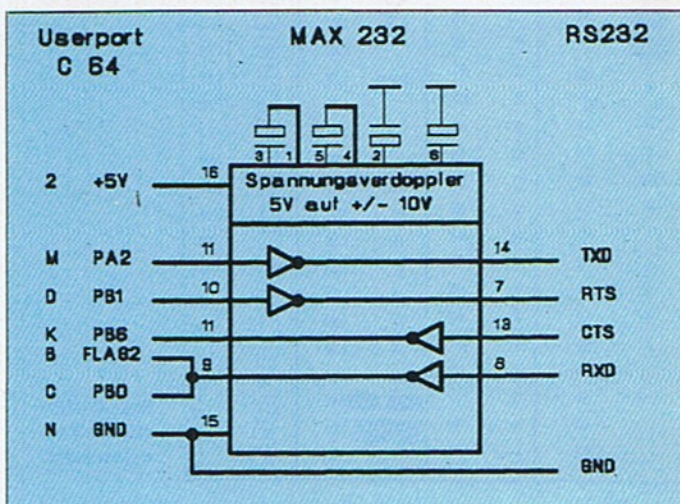 Userport MAX 232 RS232
C 64
3 1 5 4 2 6
2 +5V 16 Spannungsverdoppler
5V auf +/- 10V
M PA2 11 14 TXD
D PB1 10 7 RTS
K PB6 11 13 CTS
B FLAG2
9 8 RXD
C PB0
N GND 15
GND